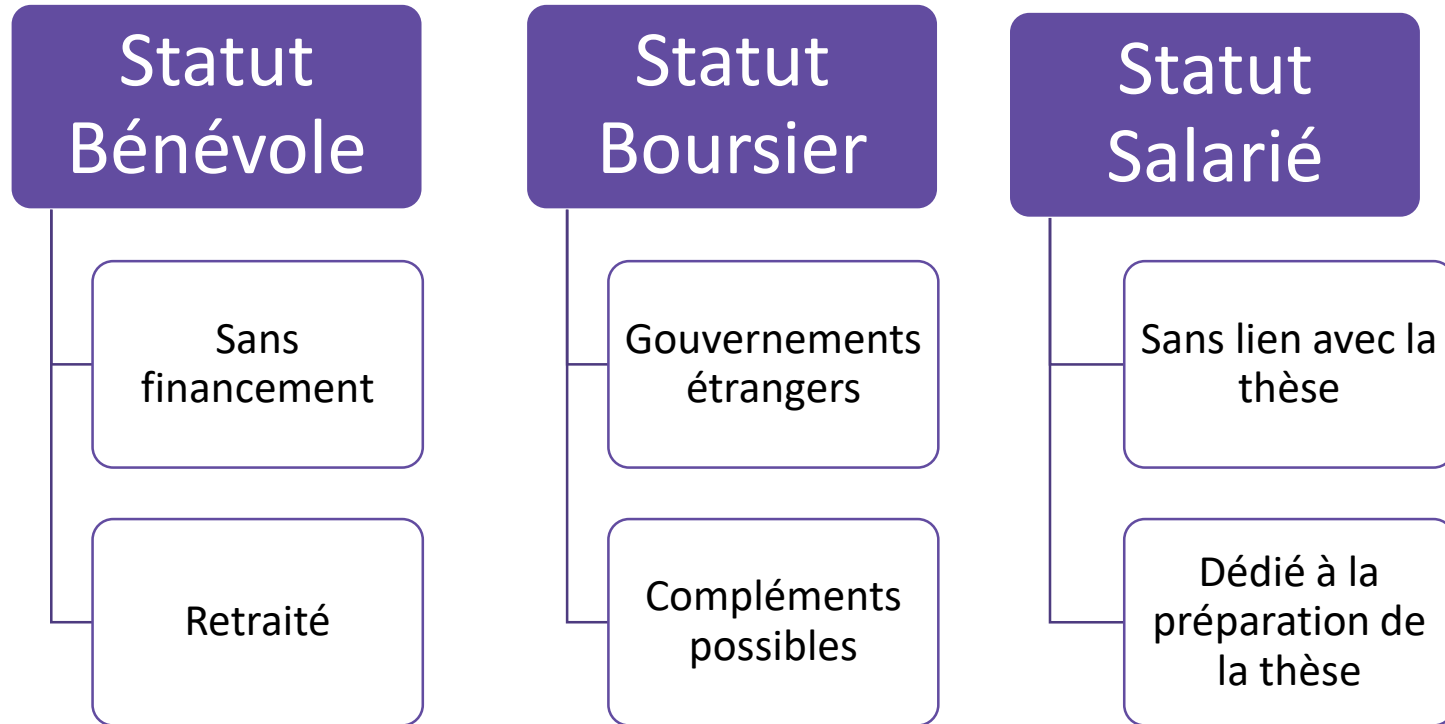 Statut
Bénévole
Sans
financement
Retraité
Statut
Boursier
Gouvernements
étrangers
Compléments
possibles
Statut
Salarié
Sans lien avec la
thèse
Dédié à la
préparation de
la thèse